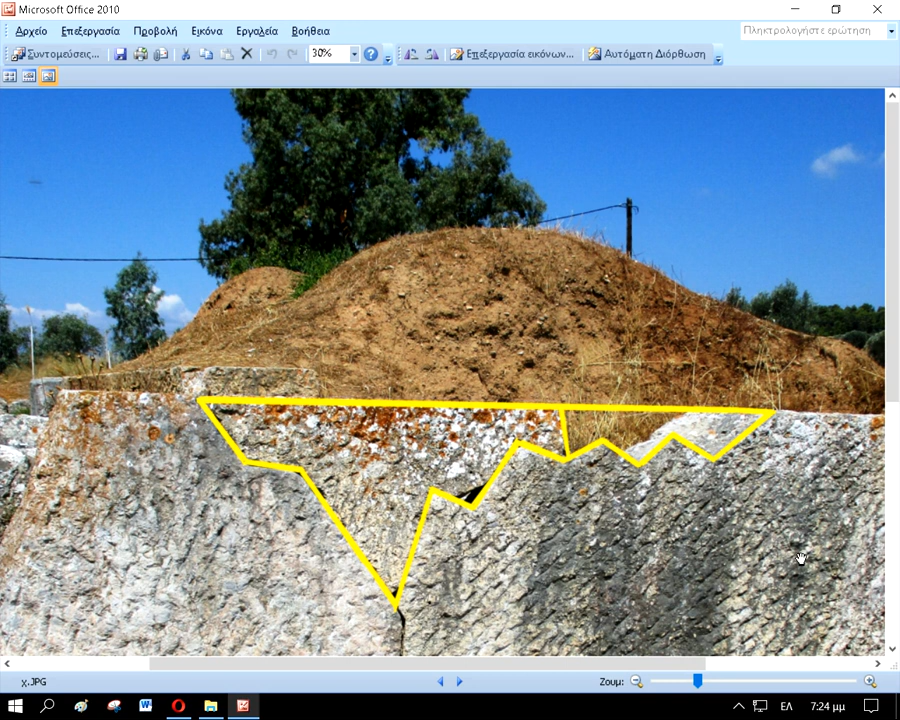 Microsoft Office 2010
Αρχείο Επεξεργασία Προβολή Εικόνα Εργαλεία Βοήθεια
Πληκτρολογήστε ερώτηση
Συντομεύσεις... 30% Επεξεργασία εικόνων... Αυτόματη Διόρθωση
χ.JPG Ζουμ:
ΕΛ 7:24 μμ